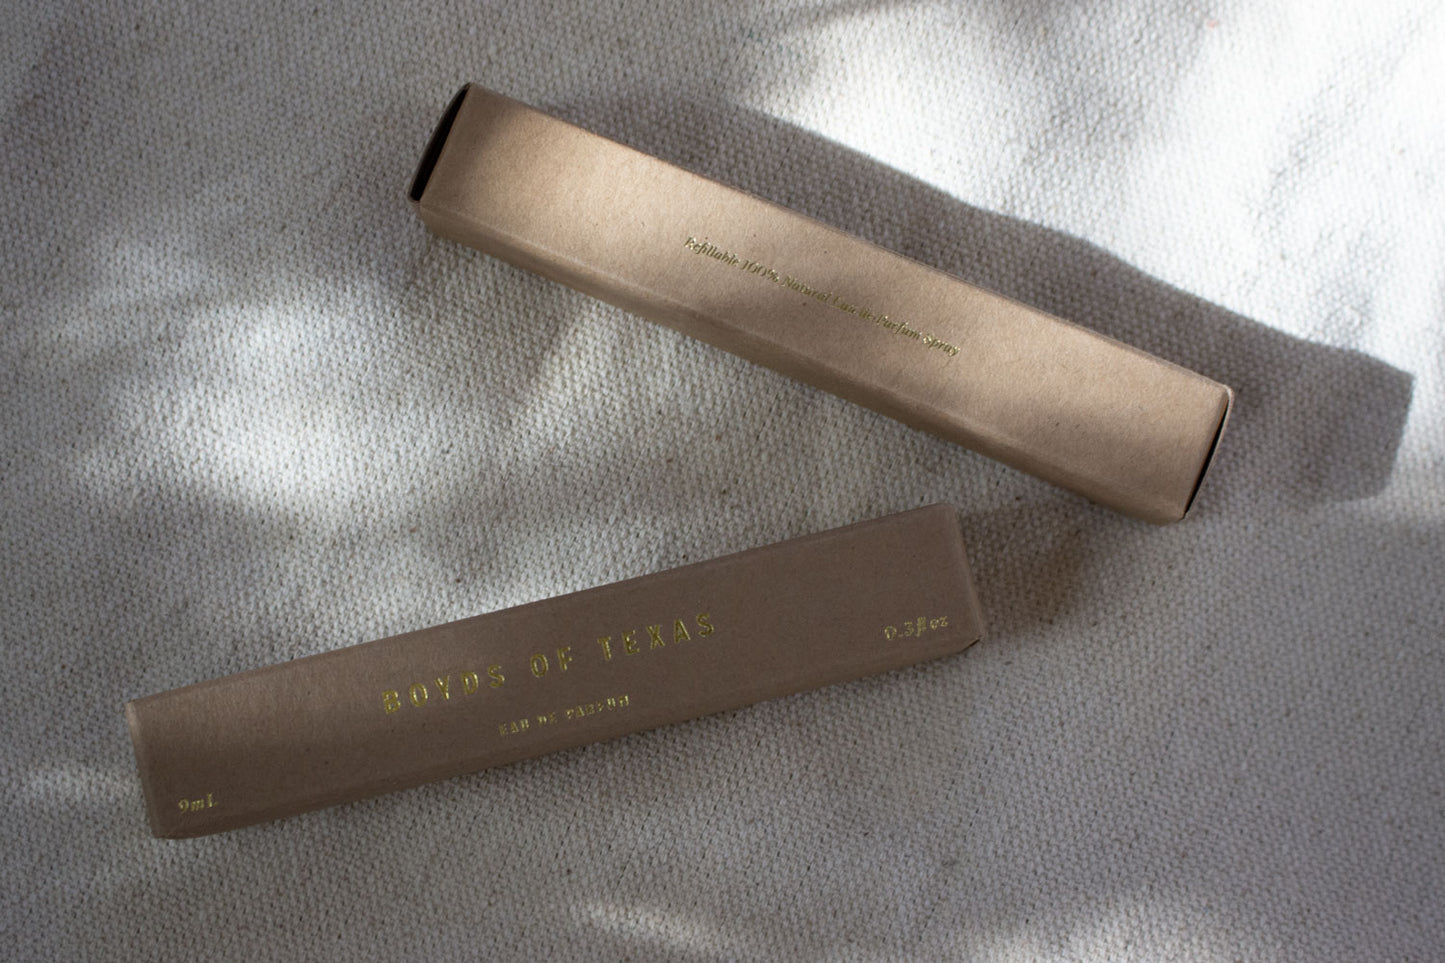 Refillable 100% Natural Eau de Parfum Spray
BOYDS OF TEXAS
EAU DE PARFUM
9ml
0.3fl oz